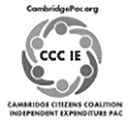 CambridgePac.org
CCC IE
CAMBRIDGE CITIZENS COALITION
INDEPENDENT EXPENDITURE PAC